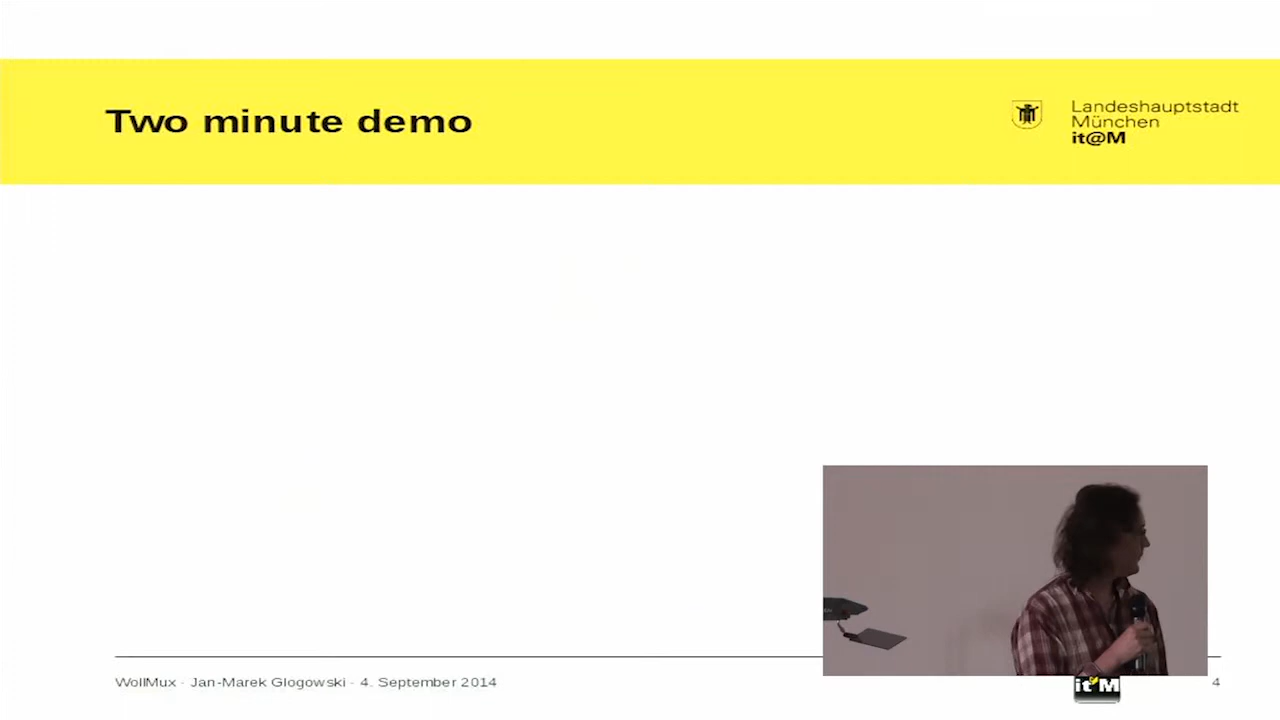 Two minute demo
Landeshauptstadt
München
it@M
WollMux - Jan-Marek Glogowski - 4. September 2014
it M
4